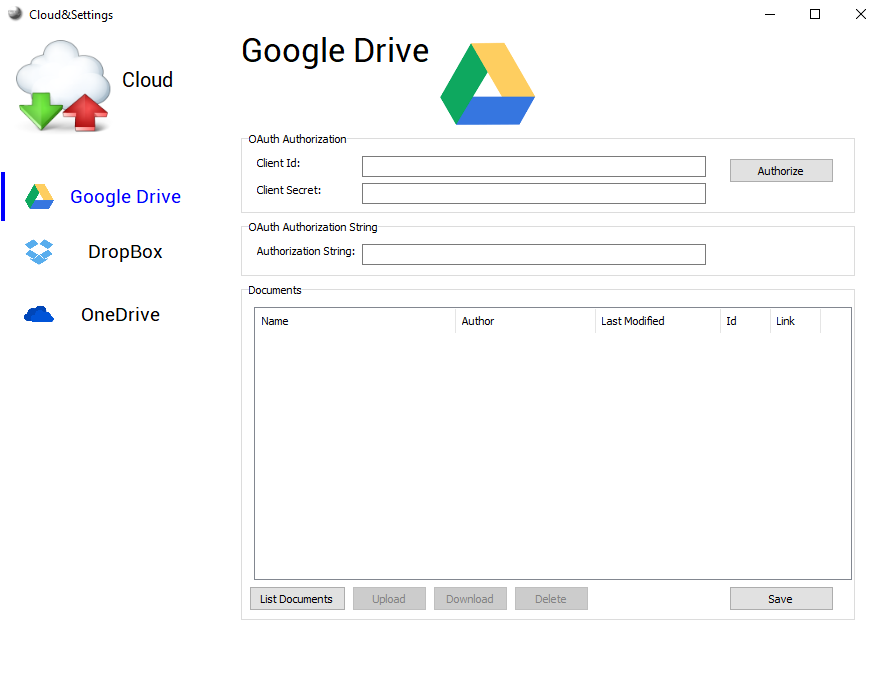 Cloud&Settings
Cloud
Google Drive
DropBox
OneDrive
Google Drive
OAuth Authorization
Client Id:
Authorize
Client Secret:
OAuth Authorization String
Authorization String:
Documents
Name Author Last Modified Id Link
List Documents Upload Download Delete Save